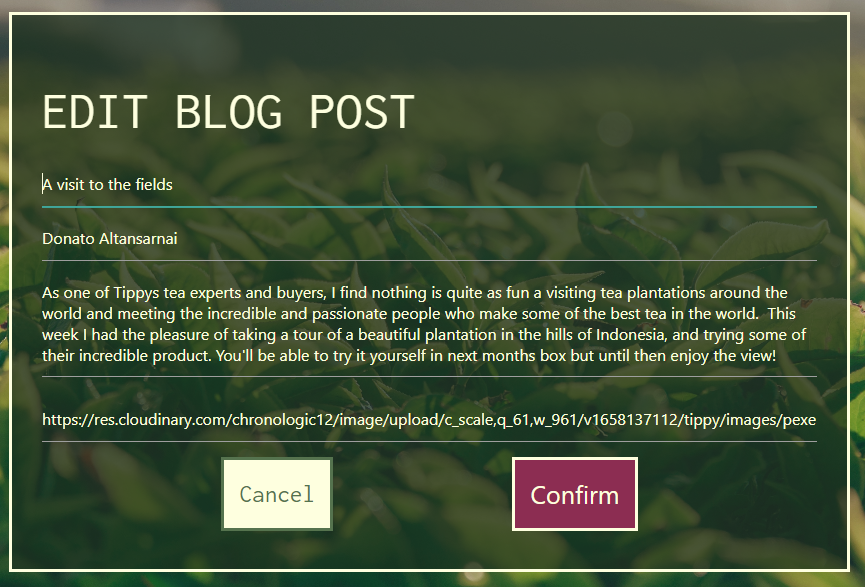 EDIT BLOG POST
A visit to the fields
Donato Altansarnai
As one of Tippys tea experts and buyers, I find nothing is quite as fun a visiting tea plantations around the
world and meeting the incredible and passionate people who make some of the best tea in the world.  This
week I had the pleasure of taking a tour of a beautiful plantation in the hills of Indonesia, and trying some of
their incredible product. You'll be able to try it yourself in next months box but until then enjoy the view!
https://res.cloudinary.com/chronologic12/image/upload/c_scale,q_61,w_961/v1658137112/tippy/images/pexe
Cancel
Confirm